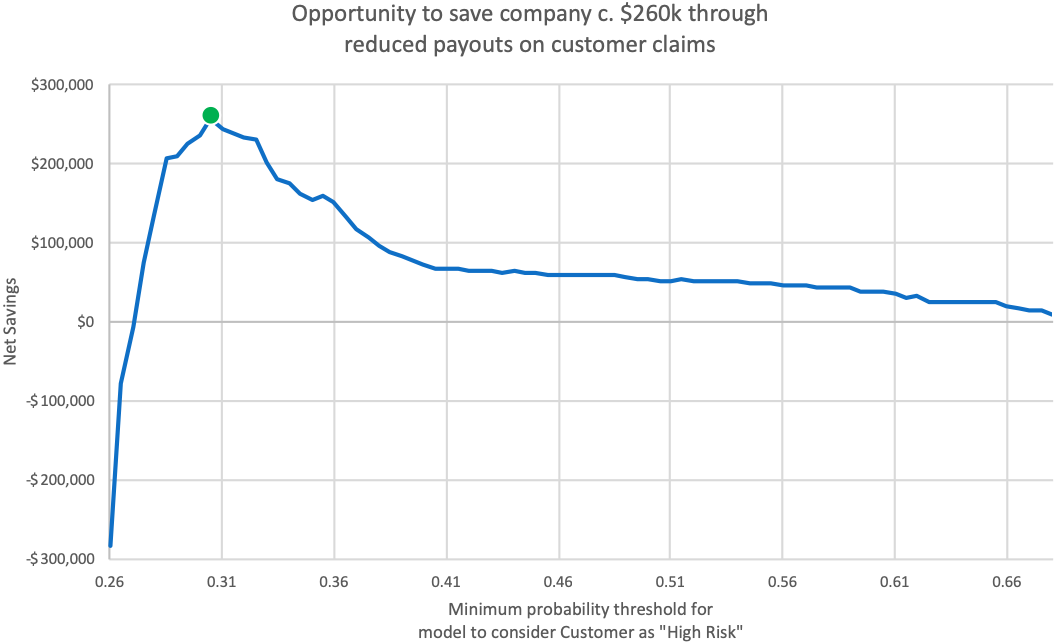 Opportunity to save company c. $260k through
reduced payouts on customer claims
$300,000
$200,000
$100,000
$0
-$100,000
-$200,000
-$300,000
Net Savings
0.26 0.31 0.36 0.41 0.46 0.51 0.56 0.61 0.66
Minimum probability threshold for
model to consider Customer as "High Risk"